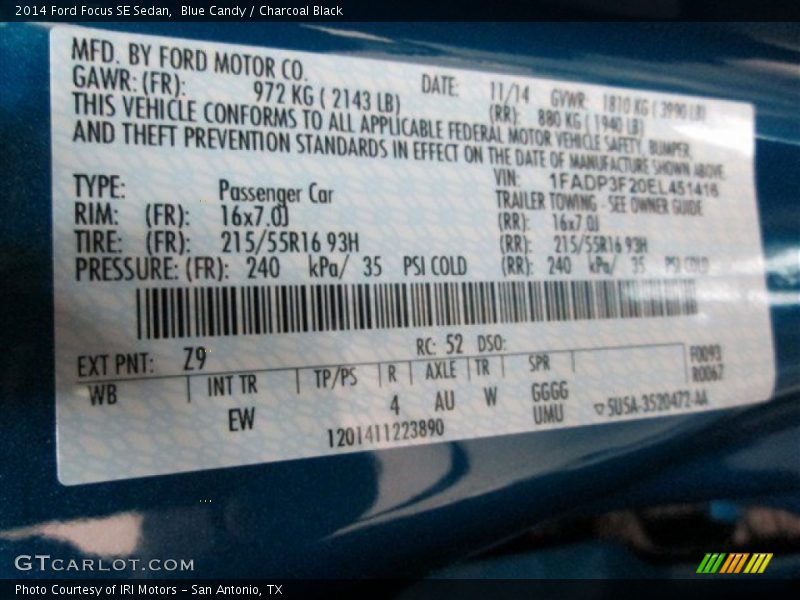 2014 Ford Focus SE Sedan,  Blue Candy / Charcoal Black
MFD. BY FORD MOTOR CO.
DATE: 11/14 GVWR: 1810 KG ( 3990 LB)
GAWR: (FR): 972 KG ( 2143 LB) (RR): 880 KG ( 1940 LB)
THIS VEHICLE CONFORMS TO ALL APPLICABLE FEDERAL MOTOR VEHICLE SAFETY, BUMPER,
AND THEFT PREVENTION STANDARDS IN EFFECT ON THE DATE OF MANUFACTURE SHOWN ABOVE.
VIN: 1FADP3F20EL451416
TYPE: Passenger Car TRAILER TOWING - SEE OWNER GUIDE
RIM: (FR): 16x7.0J (RR): 16x7.0J
TIRE: (FR): 215/55R16 93H (RR): 215/55R16 93H
PRESSURE: (FR): 240 kPa/ 35 PSI COLD (RR): 240 kPa/ 35 PSI COLD
EXT PNT: Z9 RC: 52 DSO: F0093
WB INT TR TP/PS R AXLE TR SPR R0067
EW 4 AU W GGGG
UMU ▽5USA-3520472-AA
1201411223890
GTCARLOT.COM
Photo Courtesy of IRI Motors – San Antonio, TX